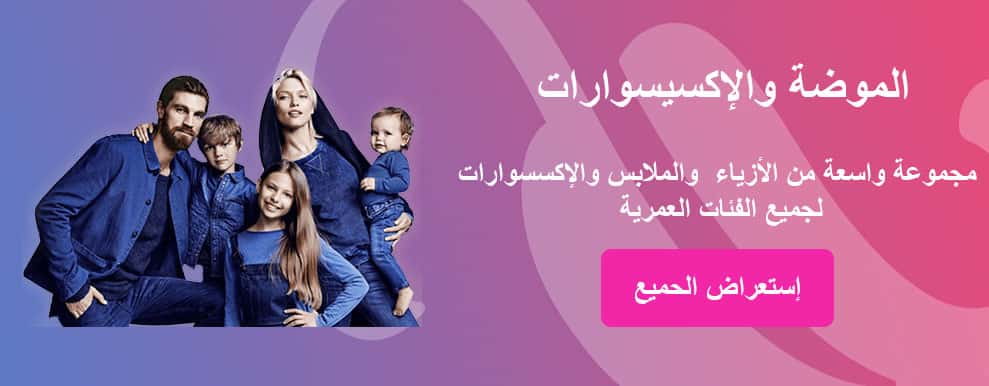 الموضة والإكسيسوارات
مجموعة واسعة من الأزياء والملابس والإكسسوارات
لجميع الفئات العمرية
إستعراض الحميع